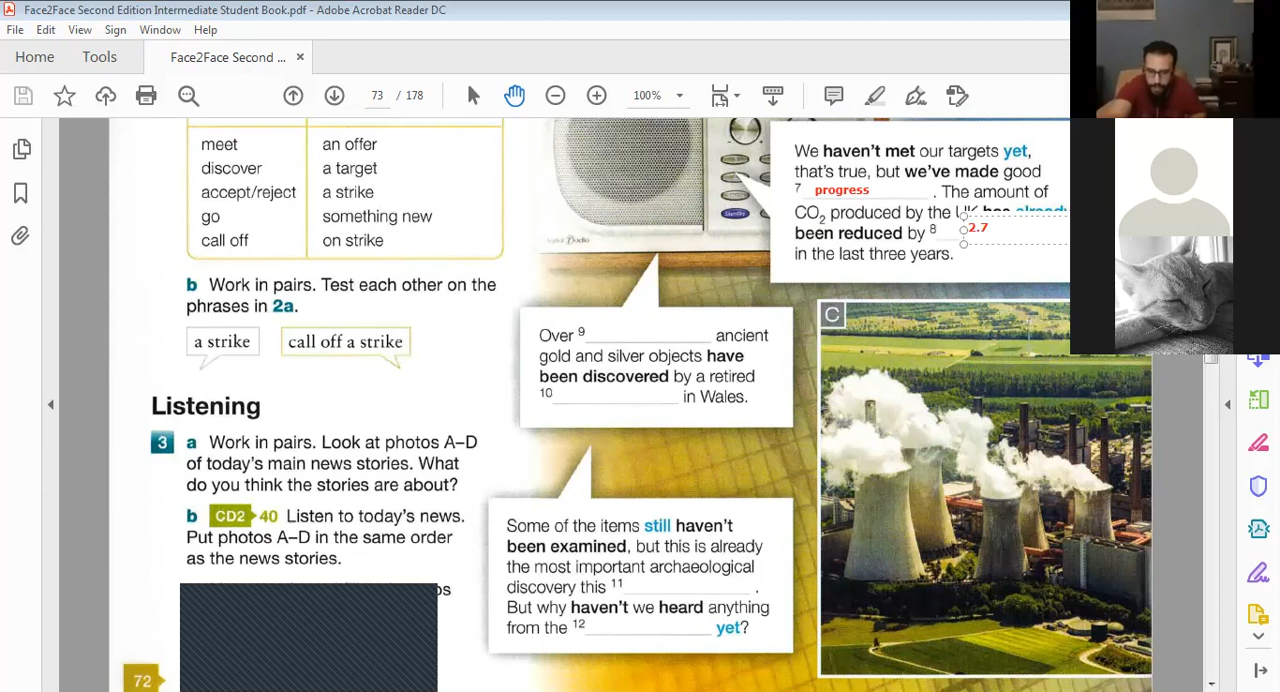 Face2Face Second Edition Intermediate Student Book.pdf - Adobe Acrobat Reader DC
File Edit View Sign Window Help
Home Tools Face2Face Second ... ×
73 / 178 100%
meet an offer
discover a target
accept/reject a strike
go something new
call off on strike
b Work in pairs. Test each other on the
phrases in 2a.
a strike call off a strike
Listening
3 a Work in pairs. Look at photos A–D
of today's main news stories. What
do you think the stories are about?
b CD2 40 Listen to today's news.
Put photos A–D in the same order
as the news stories.
os
72
We haven't met our targets yet,
that's true, but we've made good
7 progress . The amount of
CO2 produced by the UK has already
been reduced by 8 2.7
in the last three years.
Over 9 ancient
gold and silver objects have
been discovered by a retired
10 in Wales.
Some of the items still haven't
been examined, but this is already
the most important archaeological
discovery this 11 .
But why haven't we heard anything
from the 12 yet?
C